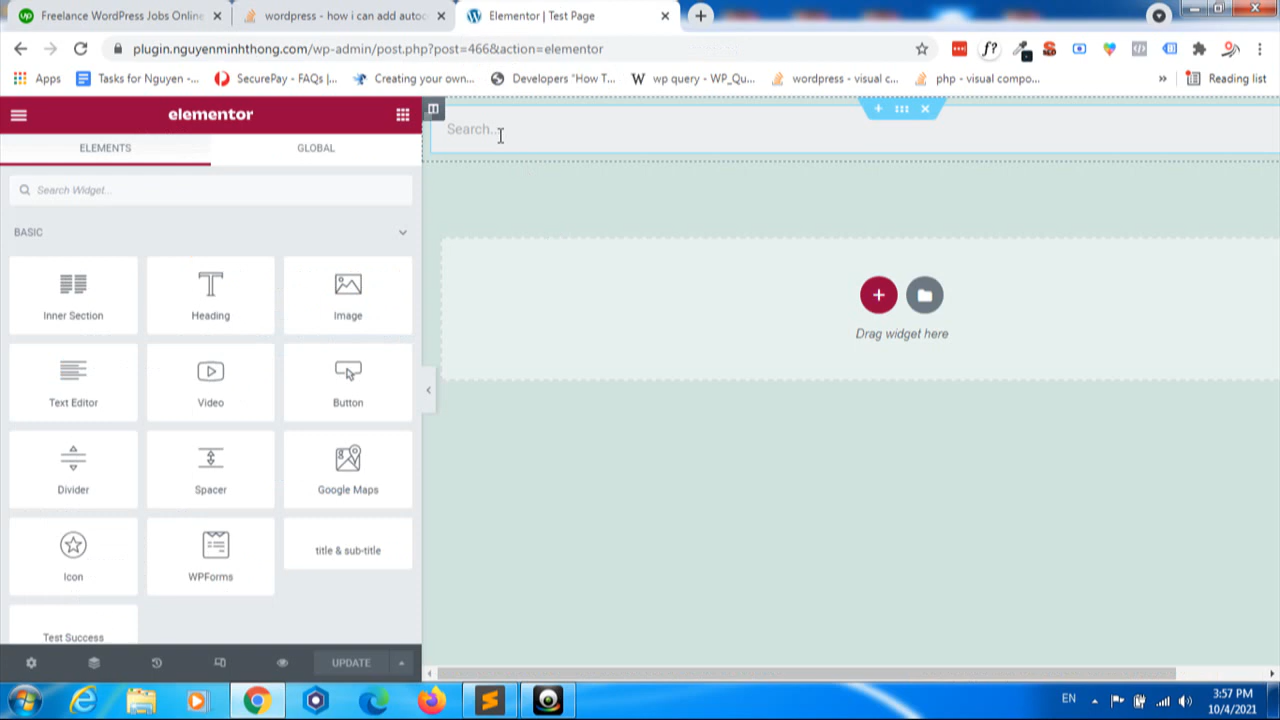 Freelance WordPress Jobs Online
wordpress - how i can add autoc
Elementor | Test Page
plugin.nguyenminhthong.com/wp-admin/post.php?post=466&action=elementor
Apps
Tasks for Nguyen -...
SecurePay - FAQs |...
Creating your own...
Developers "How T...
wp query - WP_Qu...
wordpress - visual c...
php - visual compo...
Reading list
elementor
ELEMENTS
GLOBAL
Search Widget...
BASIC
Inner Section
Heading
Image
Text Editor
Video
Button
Divider
Spacer
Google Maps
Icon
WPForms
title & sub-title
Test Success
UPDATE
Search...
Drag widget here
EN
3:57 PM
10/4/2021